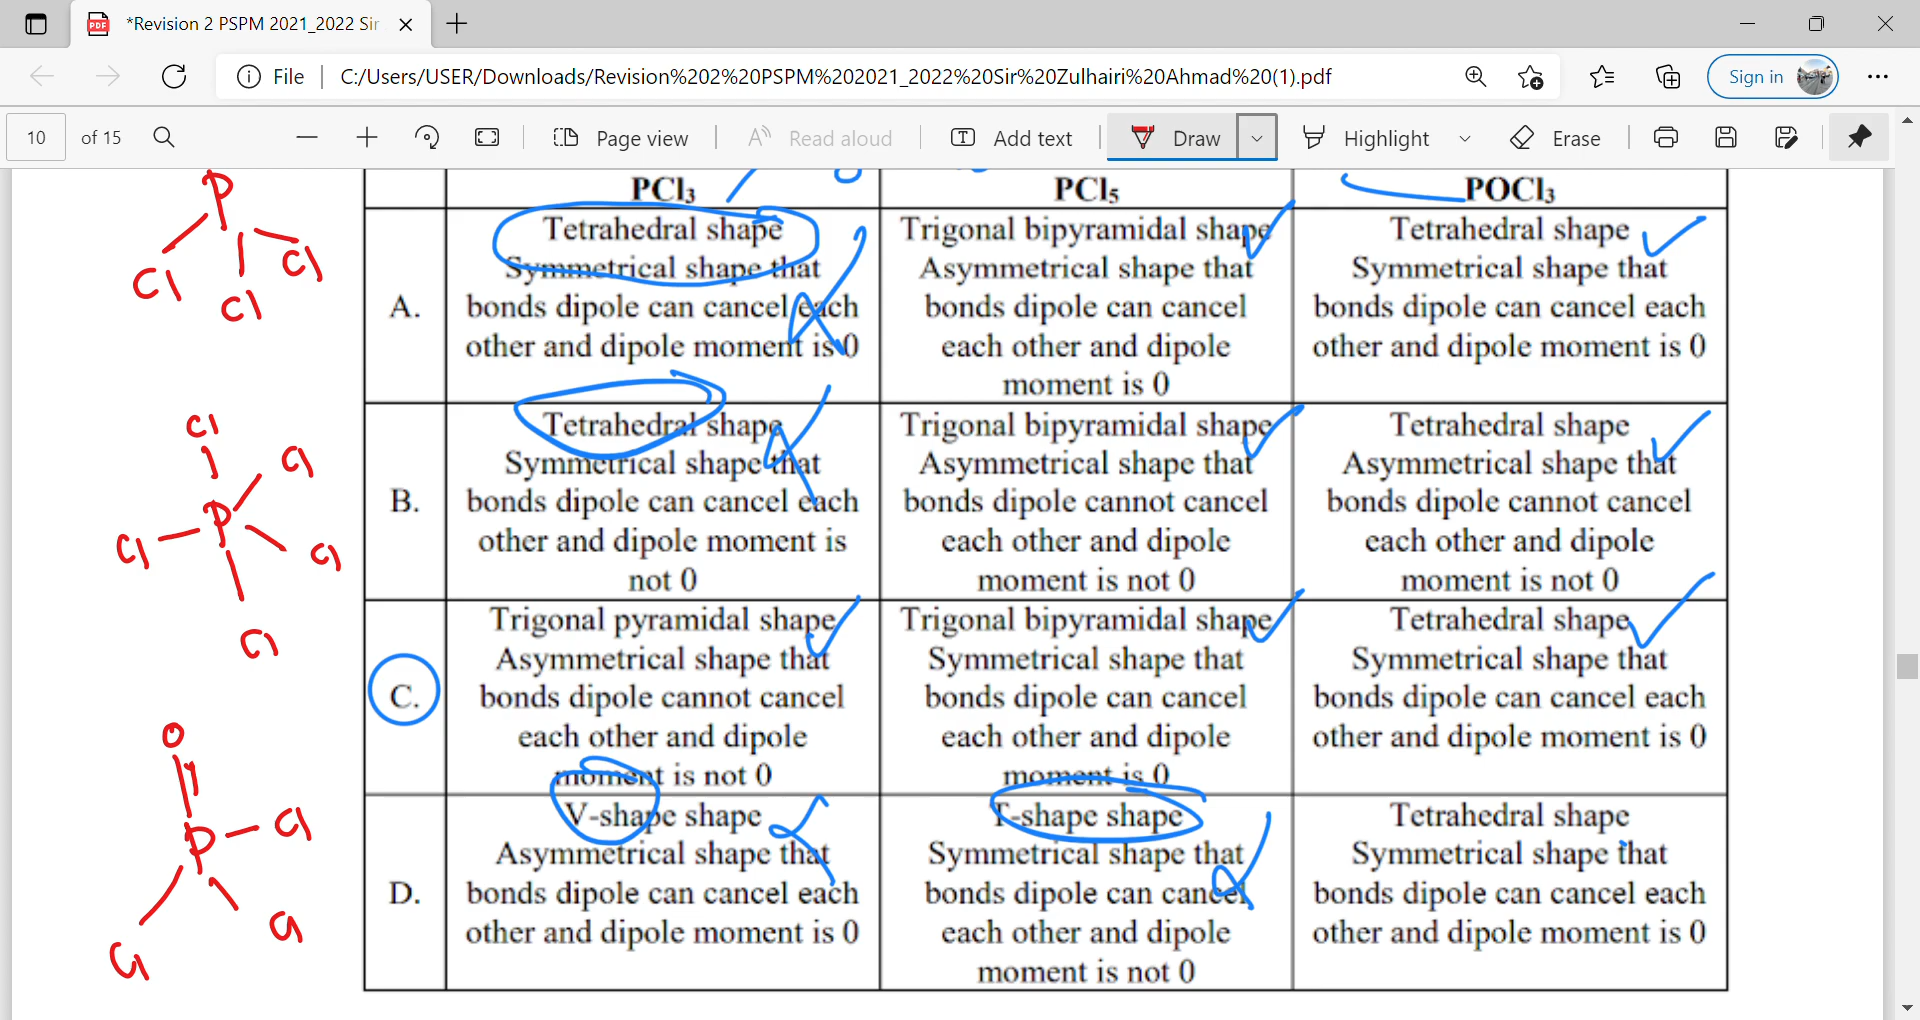 *Revision 2 PSPM 2021_2022 Sir
File C:/Users/USER/Downloads/Revision%202%20PSPM%202021_2022%20Sir%20Zulhairi%20Ahmad%20(1).pdf Sign in
10 of 15 Page view Read aloud Add text Draw Highlight Erase
PCl₃ PCl₅ POCl₃
A.
Tetrahedral shape
Symmetrical shape that
bonds dipole can cancel each
other and dipole moment is 0
Trigonal bipyramidal shape
Asymmetrical shape that
bonds dipole can cancel
each other and dipole
moment is 0
Tetrahedral shape
Symmetrical shape that
bonds dipole can cancel each
other and dipole moment is 0
B.
Tetrahedral shape
Symmetrical shape that
bonds dipole can cancel each
other and dipole moment is
not 0
Trigonal bipyramidal shape
Asymmetrical shape that
bonds dipole cannot cancel
each other and dipole
moment is not 0
Tetrahedral shape
Asymmetrical shape that
bonds dipole cannot cancel
each other and dipole
moment is not 0
C.
Trigonal pyramidal shape
Asymmetrical shape that
bonds dipole cannot cancel
each other and dipole
moment is not 0
Trigonal bipyramidal shape
Symmetrical shape that
bonds dipole can cancel
each other and dipole
moment is 0
Tetrahedral shape
Symmetrical shape that
bonds dipole can cancel each
other and dipole moment is 0
D.
V-shape shape
Asymmetrical shape that
bonds dipole can cancel each
other and dipole moment is 0
T-shape shape
Symmetrical shape that
bonds dipole can cancel
each other and dipole
moment is not 0
Tetrahedral shape
Symmetrical shape that
bonds dipole can cancel each
other and dipole moment is 0
P
Cl Cl Cl
Cl
Cl
P
Cl Cl
Cl
O
P Cl
Cl Cl